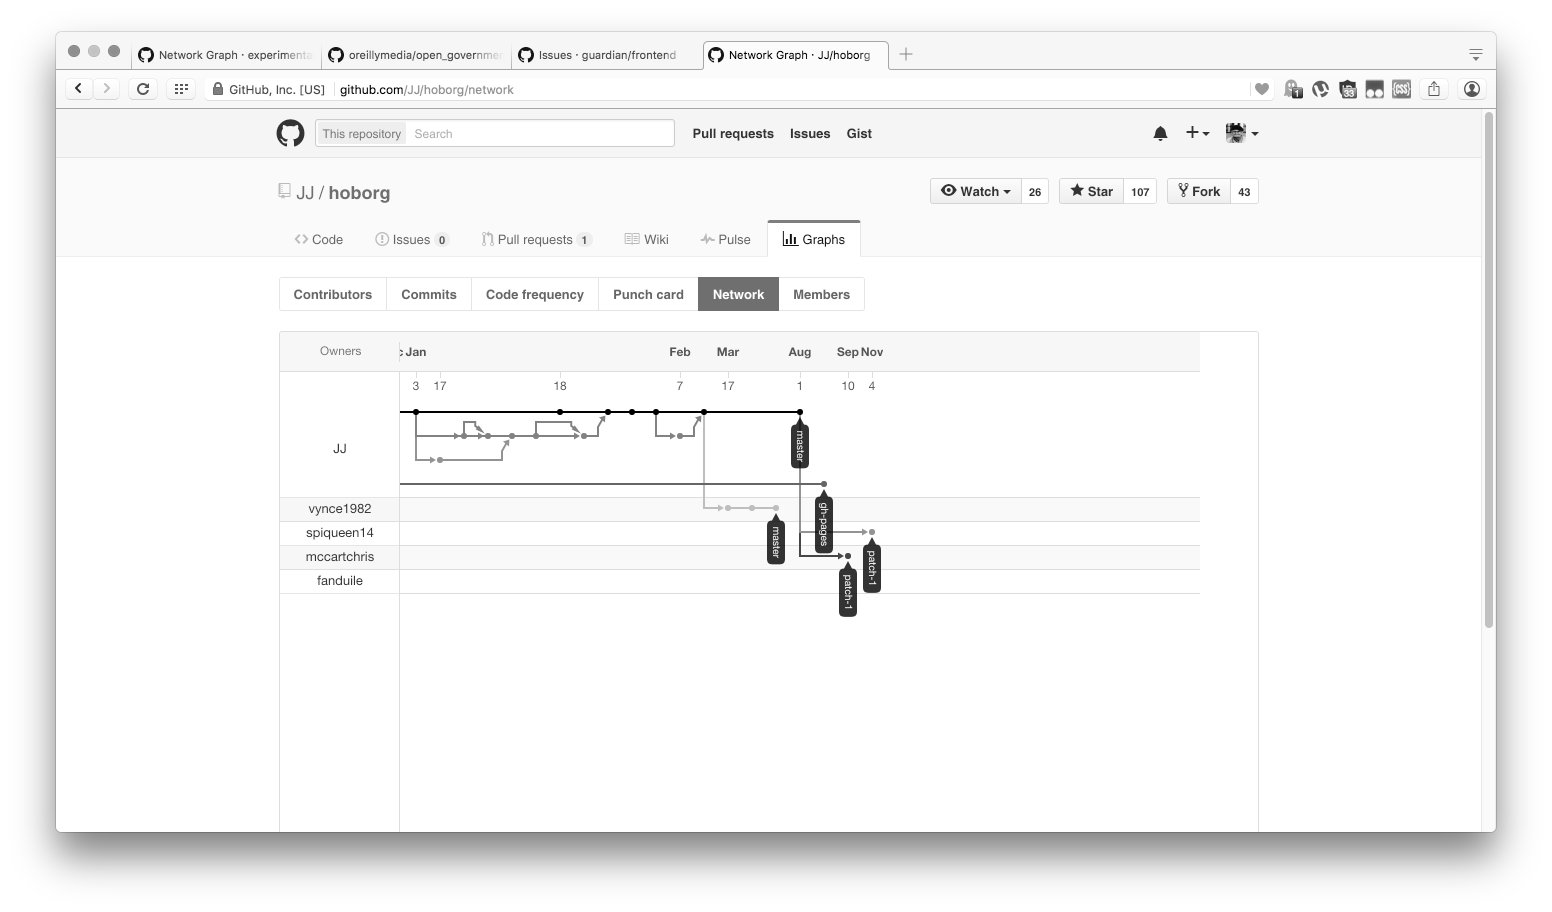 Network Graph · experimenta
oreillymedia/open_governme
Issues · guardian/frontend
Network Graph · JJ/hoborg
GitHub, Inc. [US] github.com/JJ/hoborg/network
1
33
{CSS}
This repository Search
Pull requests Issues Gist
JJ / hoborg
Watch 26
Star 107
Fork 43
Code
Issues 0
Pull requests 1
Wiki
Pulse
Graphs
Contributors Commits Code frequency Punch card Network Members
Owners
c Jan Feb Mar Aug Sep Nov
3 17 18 7 17 1 10 4
JJ
master
gh-pages
vynce1982
master
spiqueen14
patch-1
mccartchris
patch-1
fanduile